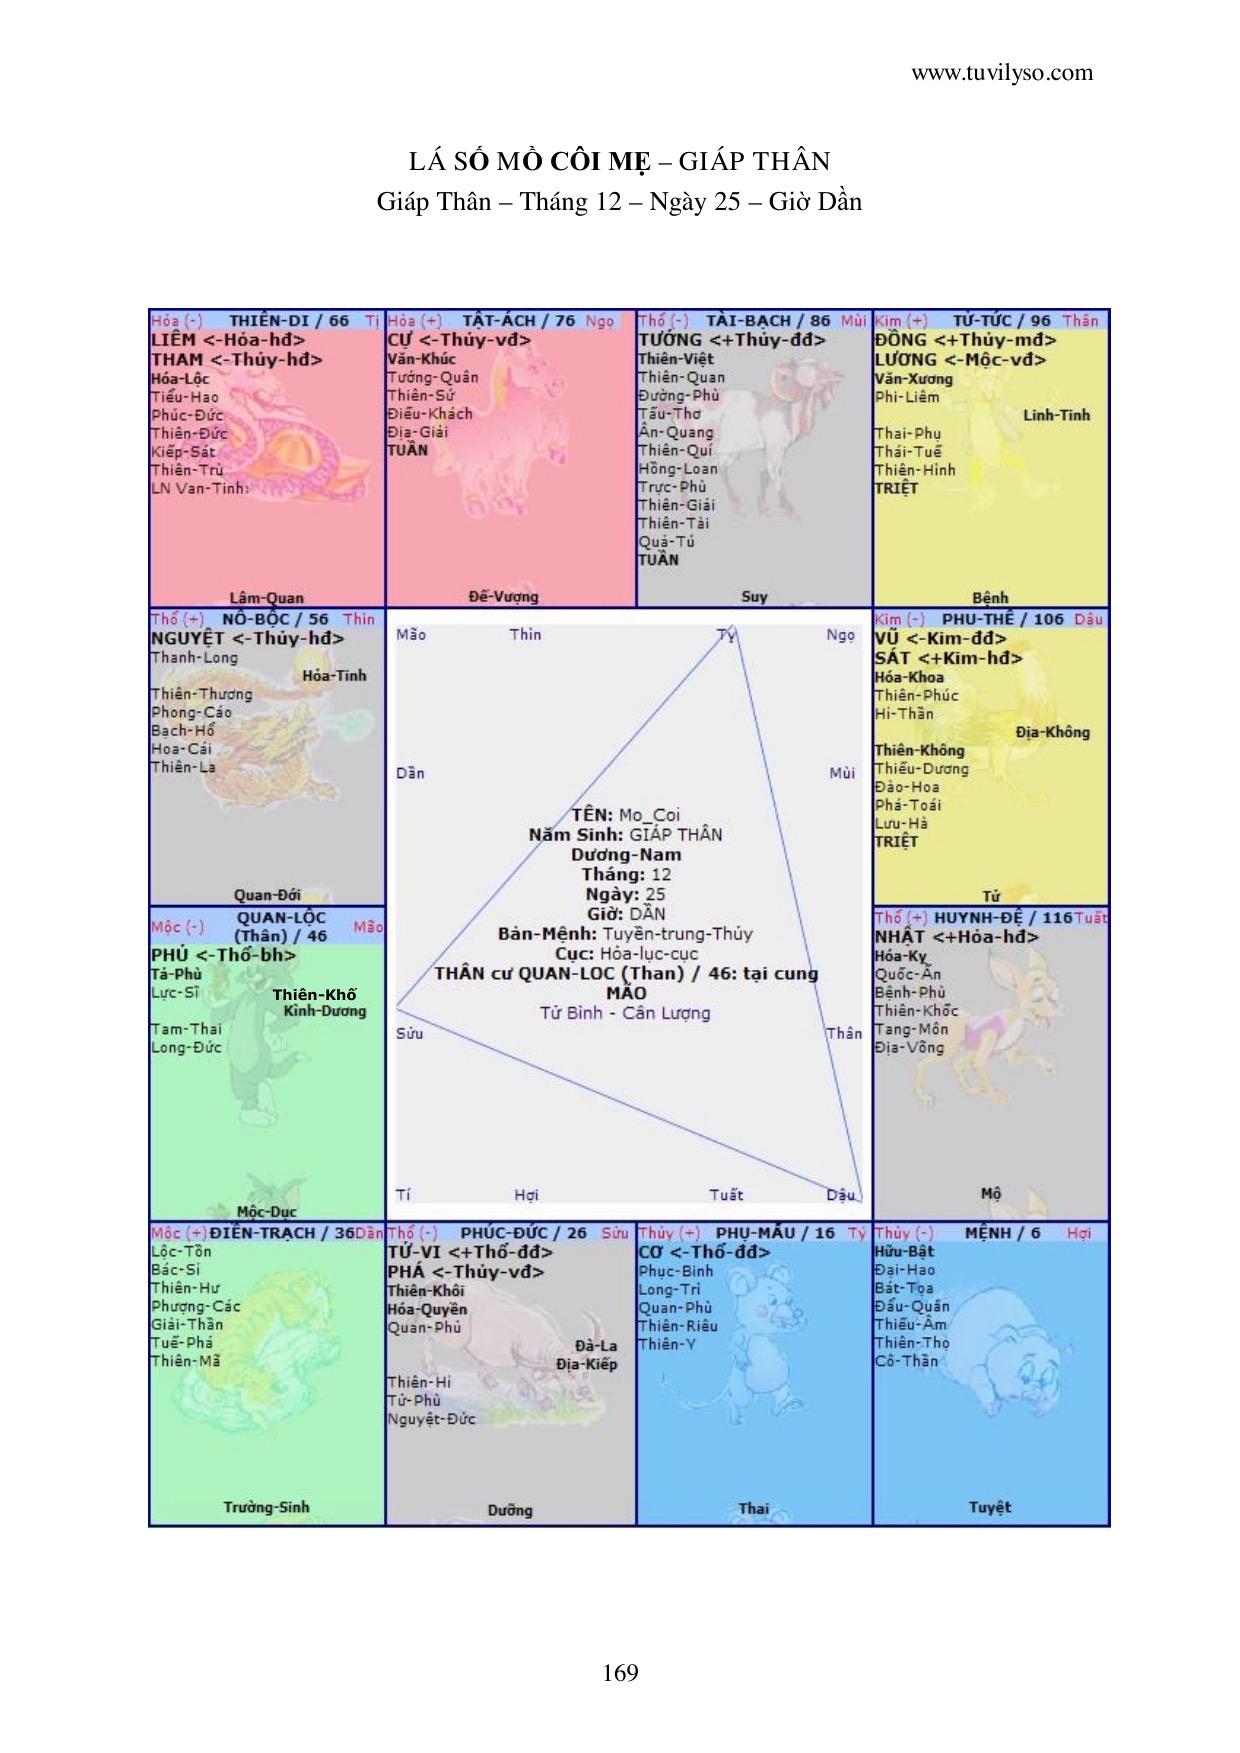 www.tuvilyso.com
LÁ SỐ MỒ CÔI MẸ – GIÁP THÂN
Giáp Thân – Tháng 12 – Ngày 25 – Giờ Dần
Hỏa (-) THIÊN-DI / 66 Tị
LIÊM <-Hỏa-hđ>
THAM <-Thủy-hđ>
Hóa-Lộc
Tiểu-Hao
Phúc-Đức
Thiên-Đức
Kiếp-Sát
Thiên-Trù
LN Van-Tinh:
Lâm-Quan
Hỏa (+) TẬT-ÁCH / 76 Ngọ
CỰ <-Thủy-vđ>
Văn-Khúc
Tướng-Quân
Thiên-Sứ
Điếu-Khách
Địa-Giải
TUẦN
Đế-Vượng
Thổ (-) TÀI-BẠCH / 86 Mùi
TƯỚNG <+Thủy-đđ>
Thiên-Việt
Thiên-Quan
Đường-Phù
Tấu-Thơ
Ân-Quang
Thiên-Quí
Hồng-Loan
Trực-Phù
Thiên-Giải
Thiên-Tài
Quả-Tú
TUẦN
Suy
Kim (+) TỬ-TỨC / 96 Thân
ĐỒNG <+Thủy-mđ>
LƯƠNG <-Mộc-vđ>
Văn-Xương
Phi-Liêm
Linh-Tinh
Thai-Phụ
Thái-Tuế
Thiên-Hình
TRIỆT
Bệnh
Thổ (+) NÔ-BỘC / 56 Thìn
NGUYỆT <-Thủy-hđ>
Thanh-Long
Hỏa-Tinh
Thiên-Thương
Phong-Cáo
Bạch-Hổ
Hoa-Cái
Thiên-La
Quan-Đới
Kim (-) PHU-THÊ / 106 Dậu
VŨ <-Kim-đđ>
SÁT <+Kim-hđ>
Hóa-Khoa
Thiên-Phúc
Hỉ-Thần
Địa-Không
Thiên-Không
Thiếu-Dương
Đào-Hoa
Phá-Toái
Lưu-Hà
TRIỆT
Tử
Mão Thìn Tỵ Ngọ
Dần Mùi
TÊN: Mo_Coi
Năm Sinh: GIÁP THÂN
Dương-Nam
Tháng: 12
Ngày: 25
Giờ: DẦN
Bản-Mệnh: Tuyền-trung-Thủy
Cục: Hỏa-lục-cục
THÂN cư QUAN-LOC (Than) / 46: tại cung
MÃO
Tử Bình - Cân Lượng
Sửu Thân
Tí Hợi Tuất Dậu
Mộc (-) QUAN-LỘC
(Thân) / 46 Mão
PHỦ <-Thổ-bh>
Tả-Phù
Lực-Sĩ
Thiên-Khố
Kình-Dương
Tam-Thai
Long-Đức
Mộc-Dục
Thổ (+) HUYNH-ĐỆ / 116 Tuất
NHẬT <+Hỏa-hđ>
Hóa-Kỵ
Quốc-Ấn
Bệnh-Phù
Thiên-Khốc
Tang-Môn
Địa-Võng
Mộ
Mộc (+) ĐIỀN-TRẠCH / 36 Dần
Lộc-Tồn
Bác-Sĩ
Thiên-Hư
Phượng-Các
Giải-Thần
Tuế-Phá
Thiên-Mã
Trường-Sinh
Thổ (-) PHÚC-ĐỨC / 26 Sửu
TỬ-VI <+Thổ-đđ>
PHÁ <-Thủy-vđ>
Thiên-Khôi
Hóa-Quyền
Quan-Phủ
Đà-La
Địa-Kiếp
Thiên-Hỉ
Tử-Phù
Nguyệt-Đức
Dưỡng
Thủy (+) PHỤ-MẪU / 16 Tý
CƠ <-Thổ-đđ>
Phục-Binh
Long-Trì
Quan-Phù
Thiên-Riêu
Thiên-Y
Thai
Thủy (-) MỆNH / 6 Hợi
Hữu-Bật
Đại-Hao
Bát-Tọa
Đẩu-Quân
Thiếu-Âm
Thiên-Thọ
Cô-Thần
Tuyệt
169